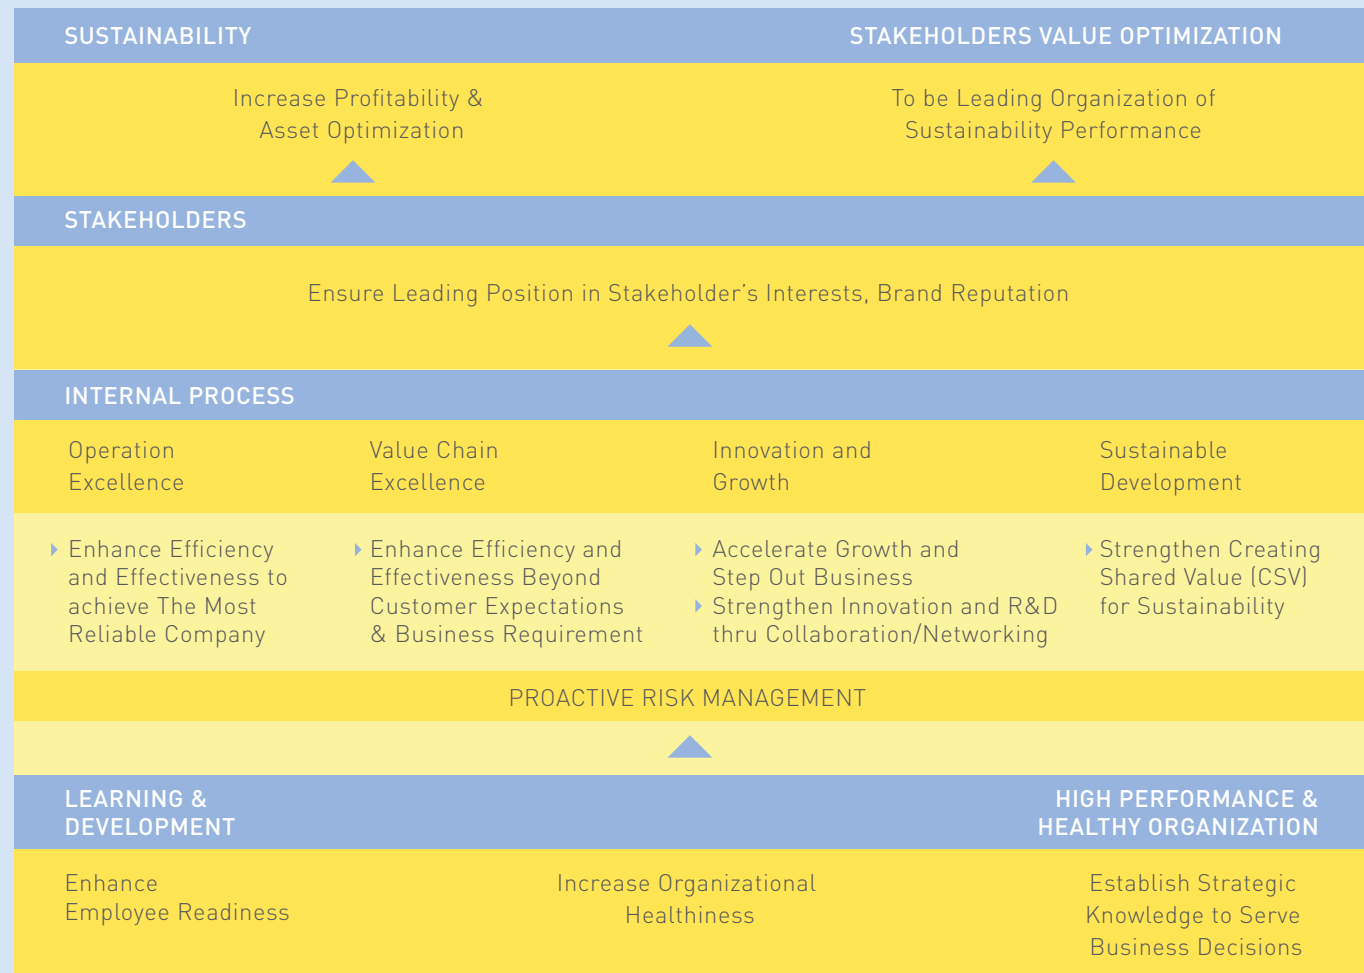 SUSTAINABILITY
STAKEHOLDERS VALUE OPTIMIZATION
Increase Profitability &
Asset Optimization
To be Leading Organization of
Sustainability Performance
STAKEHOLDERS
Ensure Leading Position in Stakeholder’s Interests, Brand Reputation
INTERNAL PROCESS
Operation
Excellence
Value Chain
Excellence
Innovation and
Growth
Sustainable
Development
Enhance Efficiency
and Effectiveness to
achieve The Most
Reliable Company
Enhance Efficiency and
Effectiveness Beyond
Customer Expectations
& Business Requirement
Accelerate Growth and
Step Out Business
Strengthen Innovation and R&D
thru Collaboration/Networking
Strengthen Creating
Shared Value (CSV)
for Sustainability
PROACTIVE RISK MANAGEMENT
LEARNING &
DEVELOPMENT
HIGH PERFORMANCE &
HEALTHY ORGANIZATION
Enhance
Employee Readiness
Increase Organizational
Healthiness
Establish Strategic
Knowledge to Serve
Business Decisions